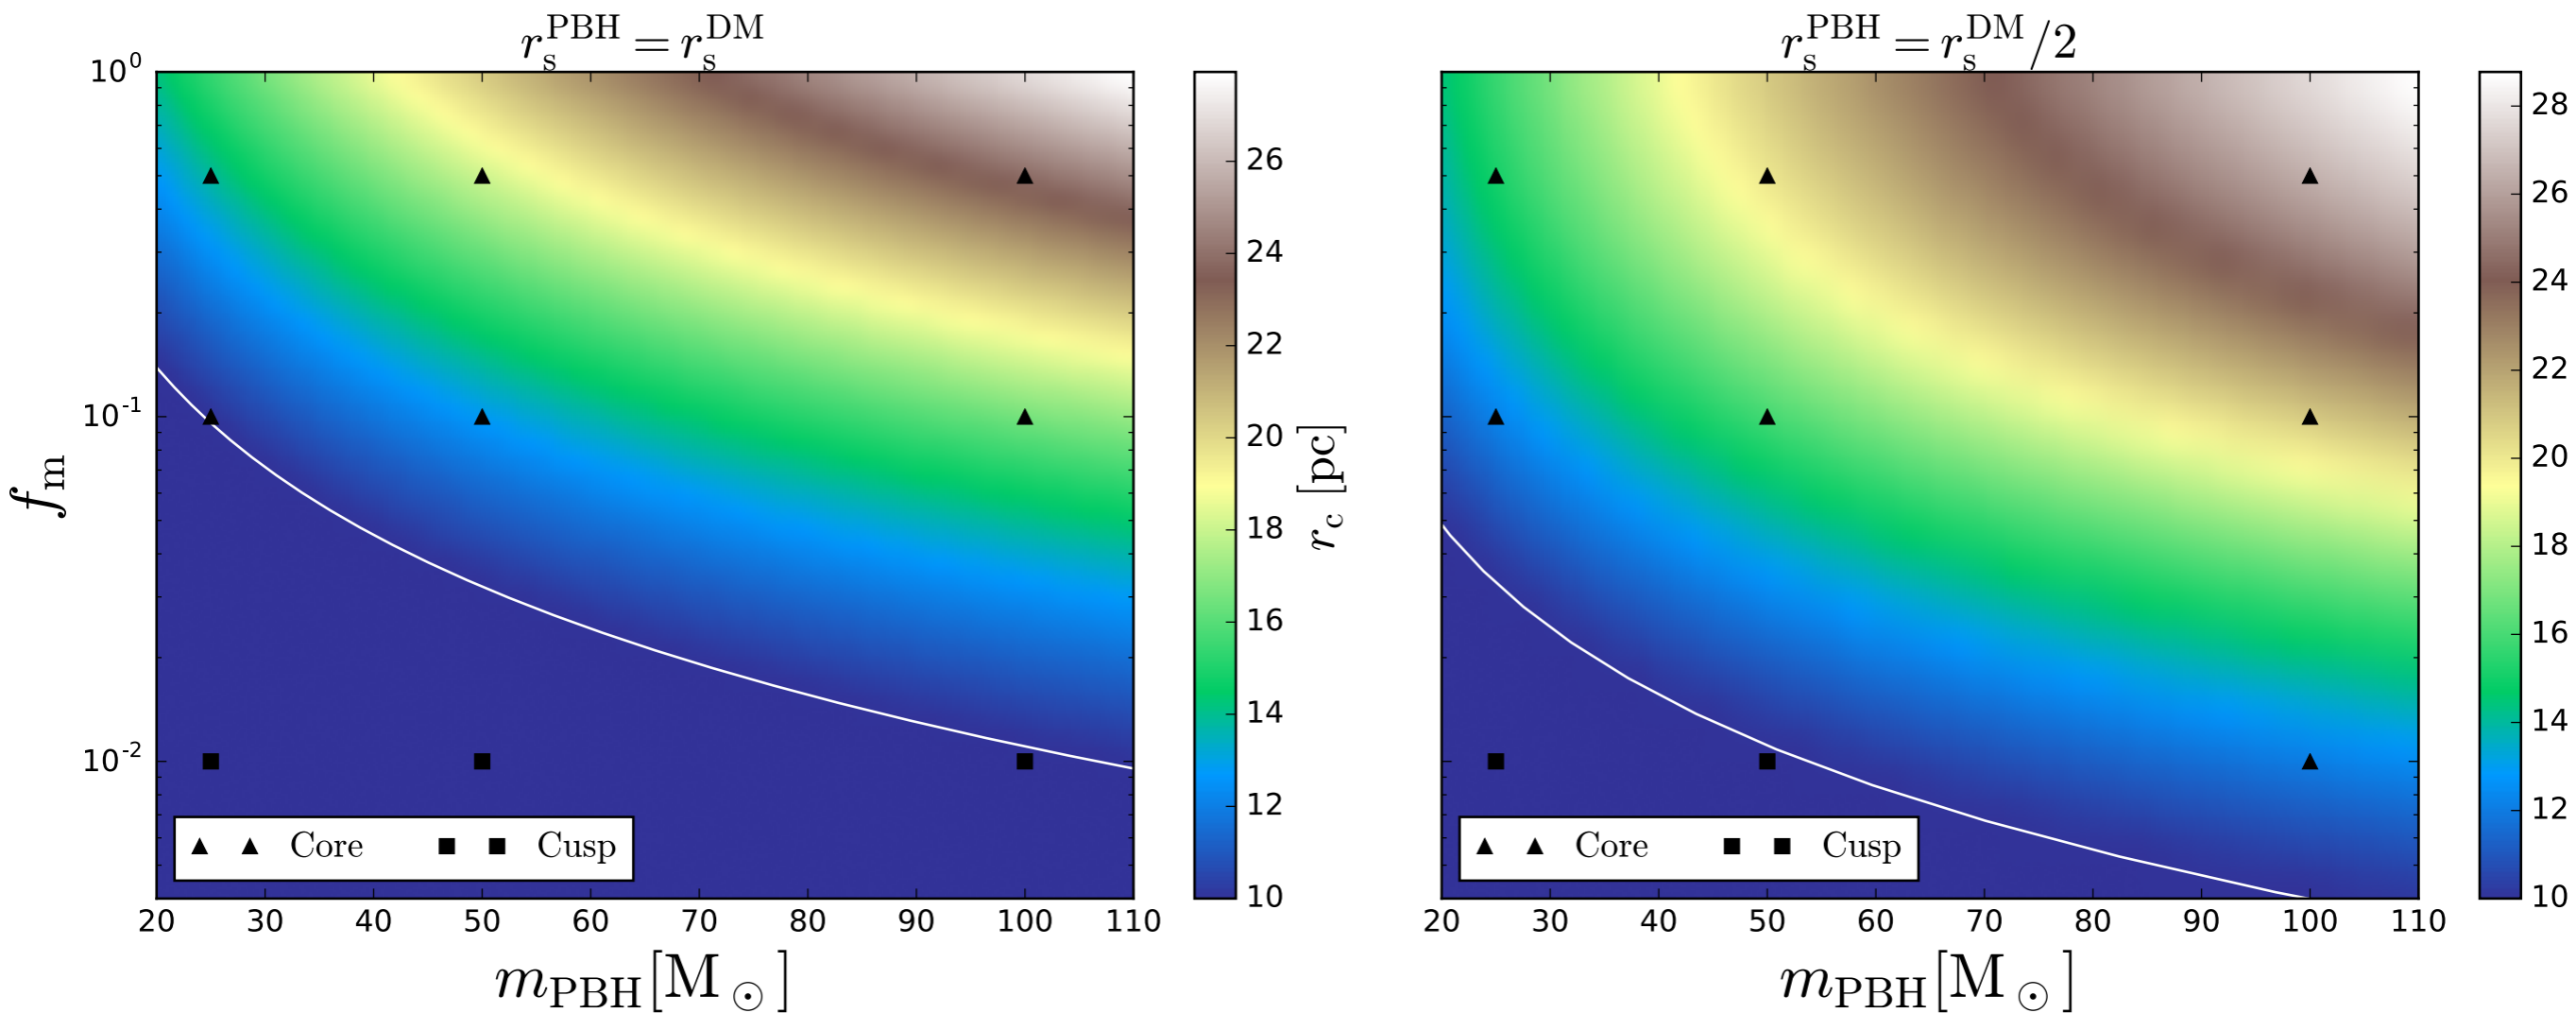 r_s^PBH = r_s^DM
10^0
10^-1
10^-2
f_m
20 30 40 50 60 70 80 90 100 110
m_PBH[M_⊙]
Core Cusp
26
24
22
20
18
16
14
12
10
r_c [pc]
r_s^PBH = r_s^DM/2
20 30 40 50 60 70 80 90 100 110
m_PBH[M_⊙]
Core Cusp
28
26
24
22
20
18
16
14
12
10